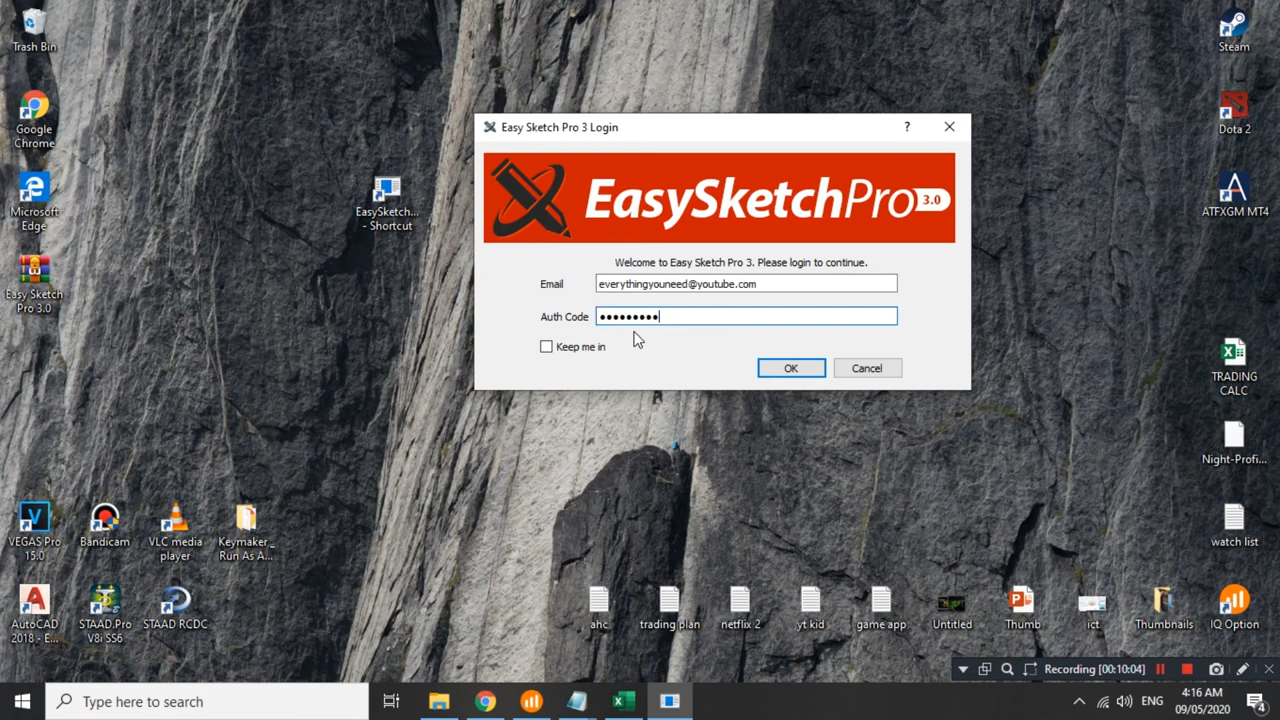 Trash Bin
Google
Chrome
Microsoft
Edge
Easy Sketch
Pro 3.0
EasySketch...
- Shortcut
Steam
Dota 2
ATFXGM MT4
Easy Sketch Pro 3 Login
?
EasySketchPro 3.0
Welcome to Easy Sketch Pro 3. Please login to continue.
Email
everythingyouneed@youtube.com
Auth Code
•••••••••
Keep me in
OK
Cancel
TRADING
CALC
Night-Profi...
VEGAS Pro
15.0
Bandicam
VLC media
player
Keymaker_
Run As A...
watch list
AutoCAD
2018 - E...
STAAD.Pro
V8i SS6
STAAD RCDC
ahc
trading plan
netflix 2
yt kid
game app
Untitled
Thumb
ict
Thumbnails
IQ Option
Recording [00:10:04]
Type here to search
ENG
4:16 AM
09/05/2020
4